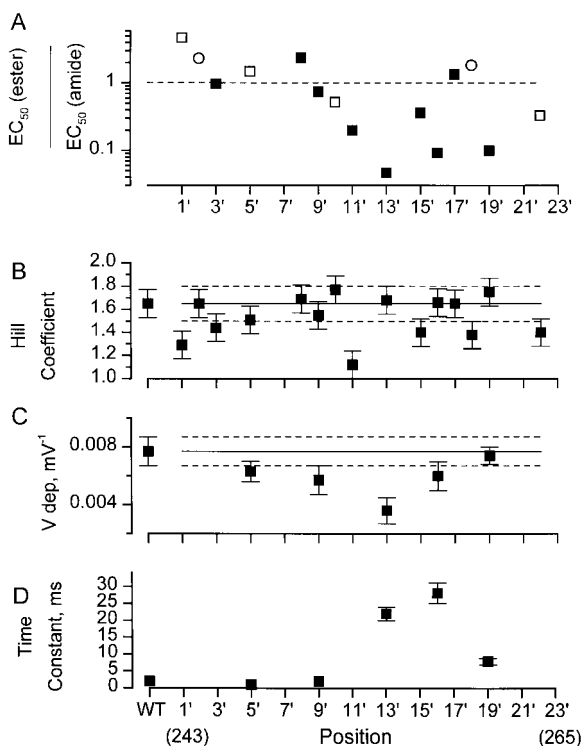 A
EC50 (ester)
EC50 (amide)
1
0.1
1' 3' 5' 7' 9' 11' 13' 15' 17' 19' 21' 23'
B
Hill
Coefficient
2.0
1.8
1.6
1.4
1.2
1.0
C
V dep, mV-1
0.008
0.004
D
Time
Constant, ms
30
25
20
15
10
5
0
WT 1' 3' 5' 7' 9' 11' 13' 15' 17' 19' 21' 23'
(243) Position (265)